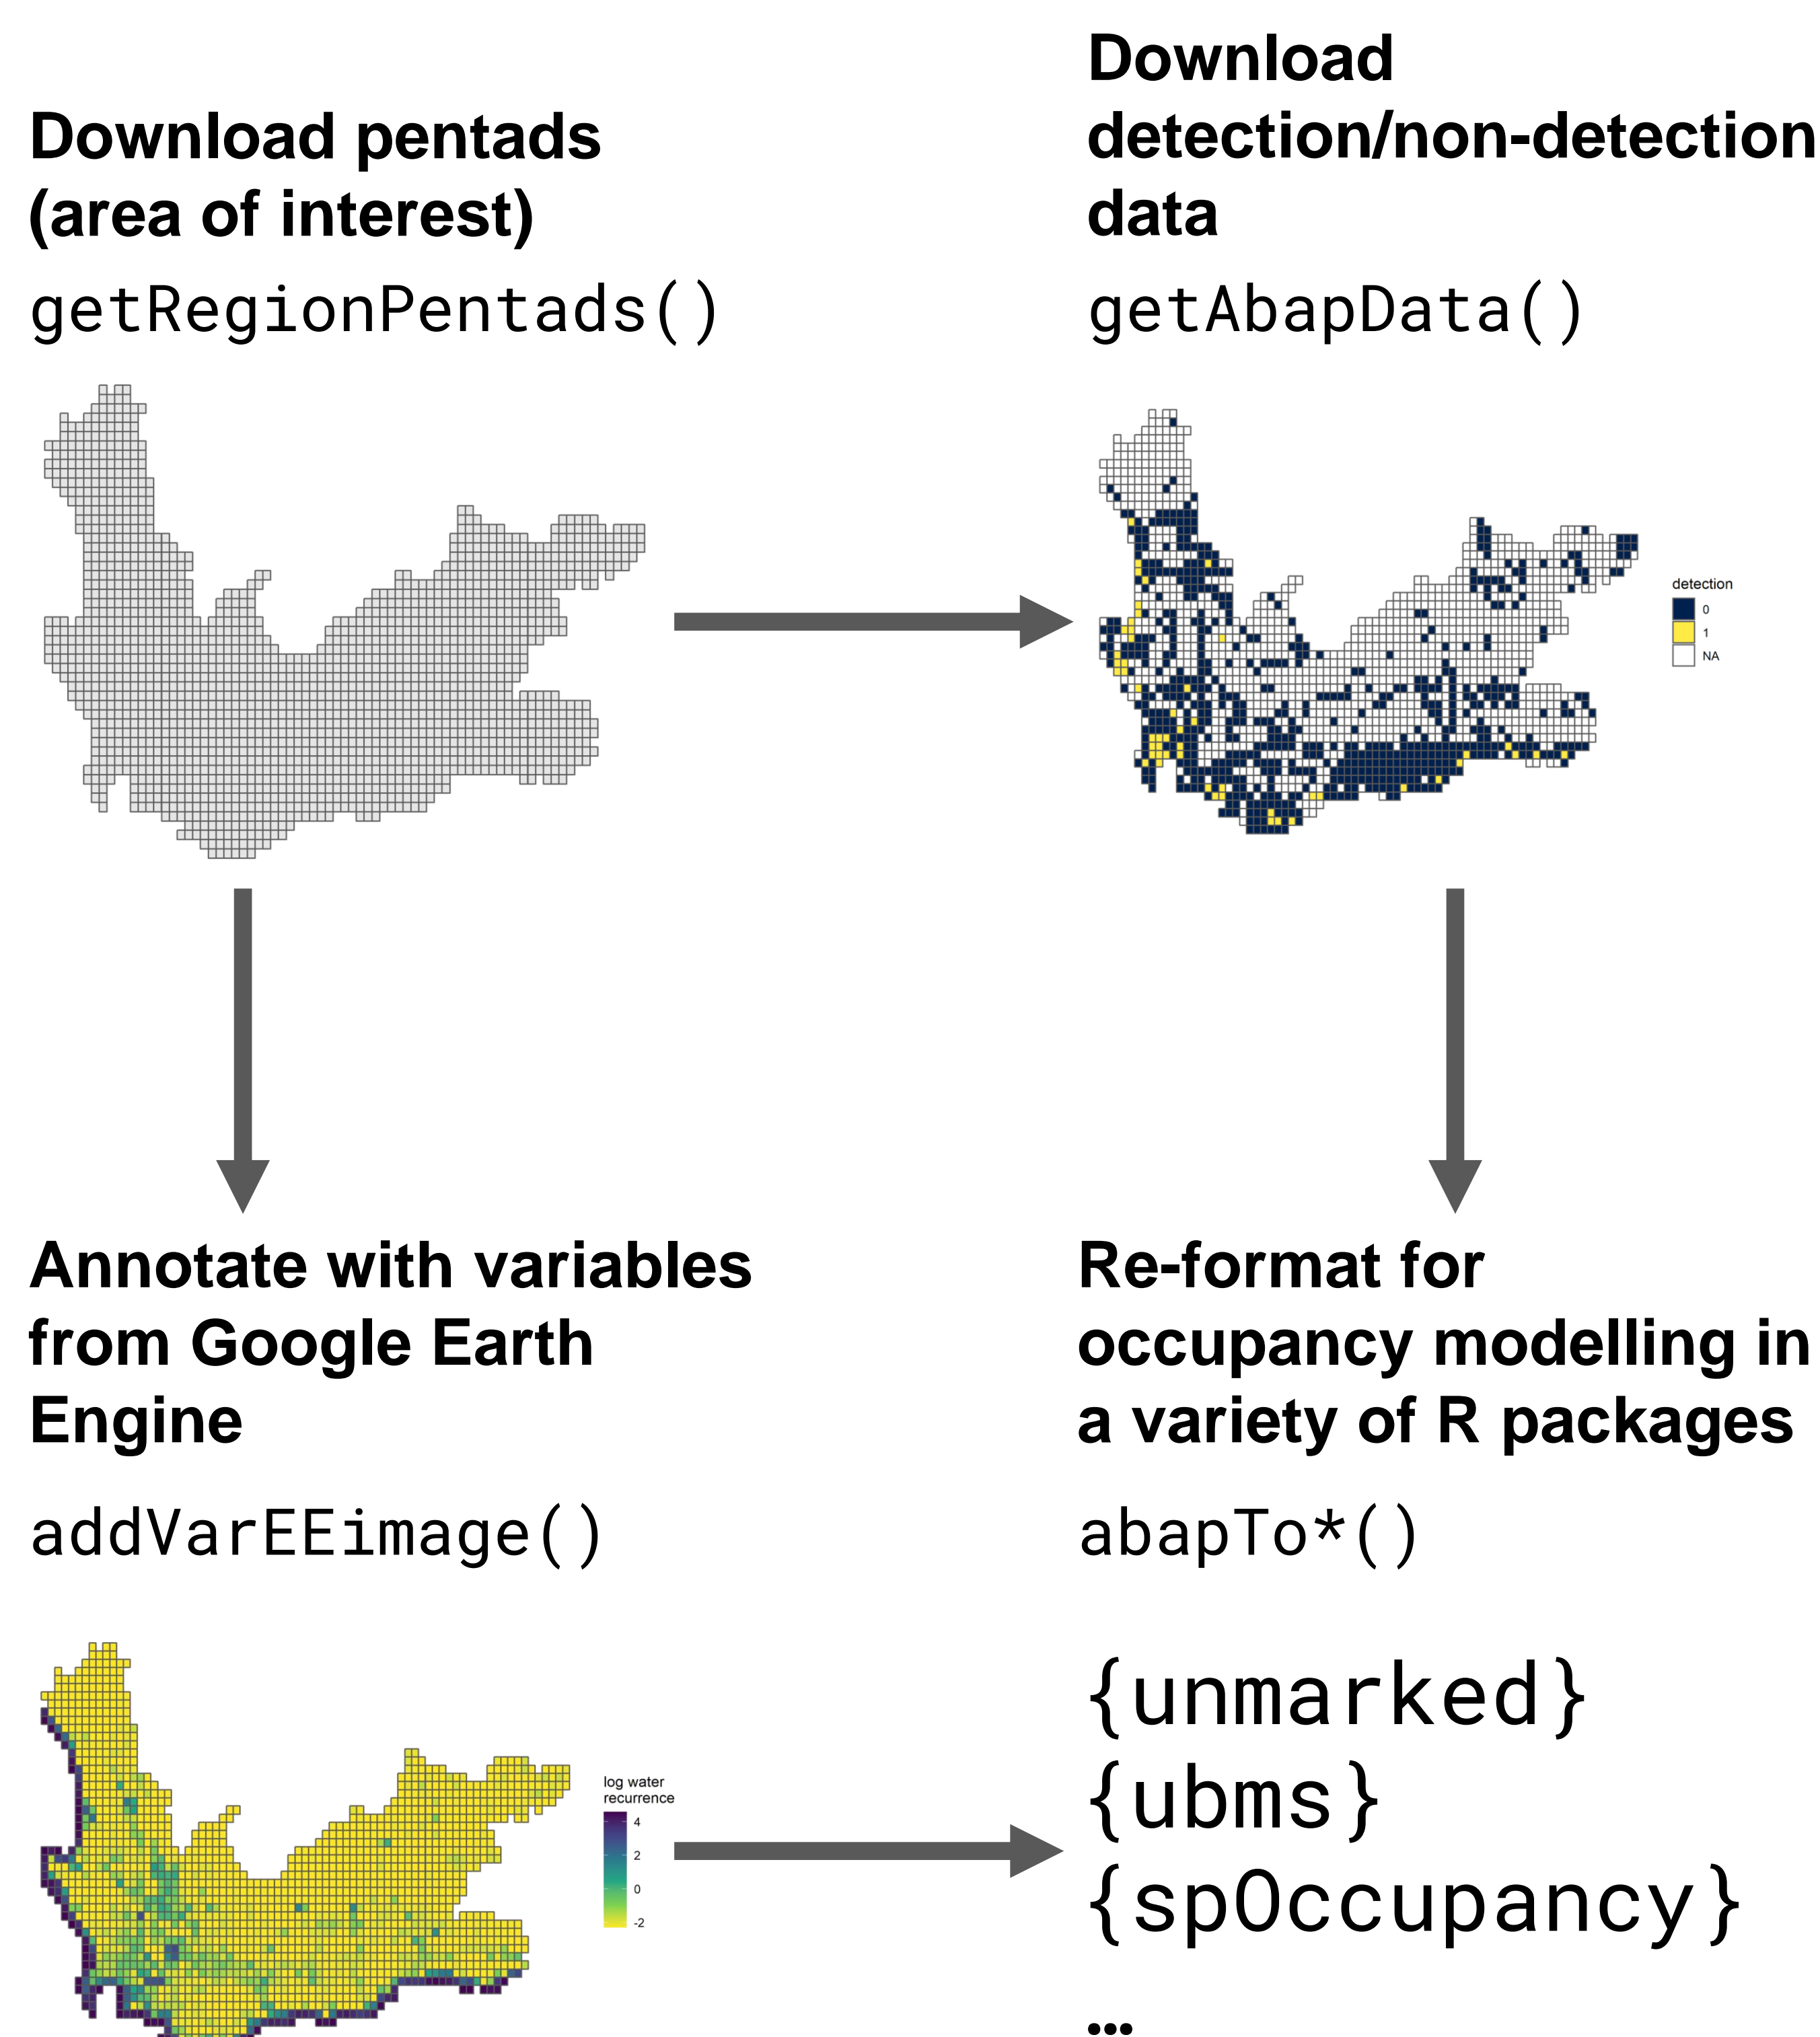 Download pentads
(area of interest)
getRegionPentads()
Download
detection/non-detection
data
getAbapData()
detection
0
1
NA
Annotate with variables
from Google Earth
Engine
addVarEEimage()
log water
recurrence
4
2
0
-2
Re-format for
occupancy modelling in
a variety of R packages
abapTo*()
{unmarked}
{ubms}
{spOccupancy}
...